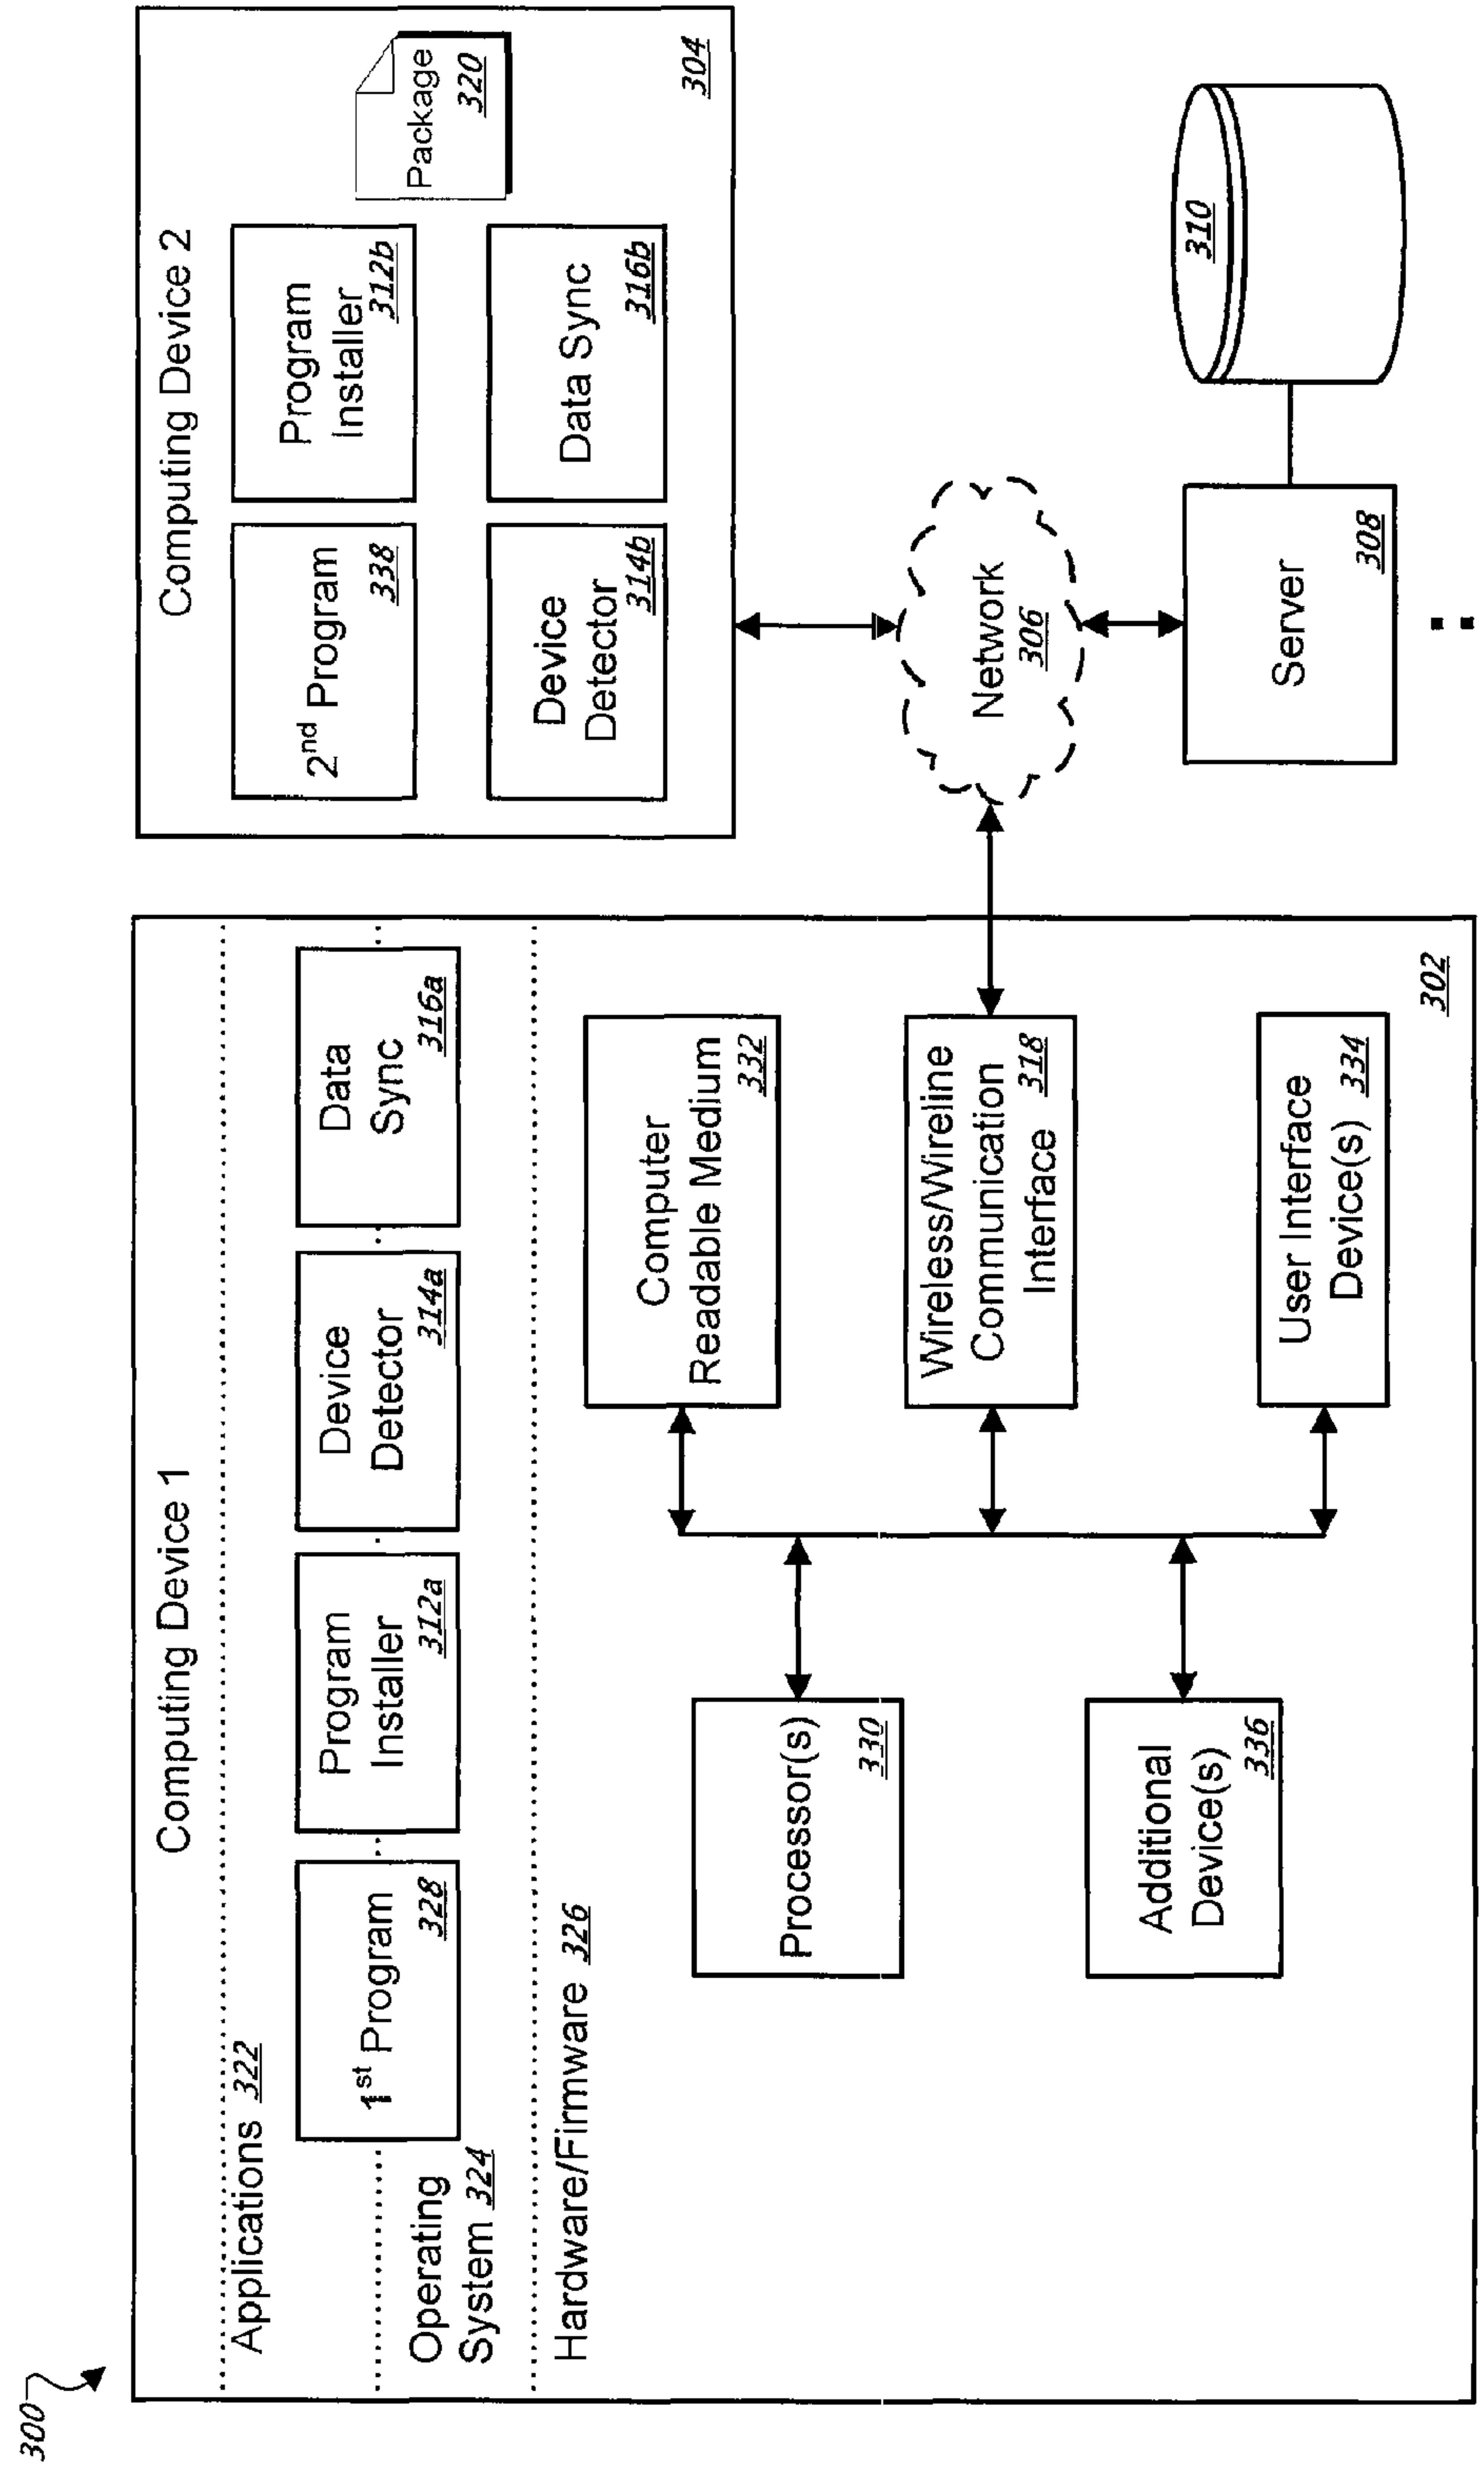 300
Computing Device 1
Applications 322
1st Program
328
Program
Installer
312a
Device
Detector
314a
Data
Sync
316a
Operating
System 324
Hardware/Firmware 326
Processor(s)
330
Additional
Device(s)
336
Computer
Readable Medium
332
Wireless/Wireline
Communication
Interface
318
User Interface
Device(s)
334
302
Computing Device 2
2nd Program
338
Program
Installer
312b
Device
Detector
314b
Data Sync
316b
Package
320
304
Network
306
Server
308
310